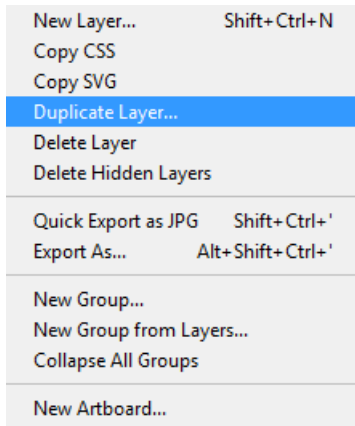 New Layer... Shift+Ctrl+N
Copy CSS
Copy SVG
Duplicate Layer...
Delete Layer
Delete Hidden Layers
Quick Export as JPG Shift+Ctrl+'
Export As... Alt+Shift+Ctrl+'
New Group...
New Group from Layers...
Collapse All Groups
New Artboard...